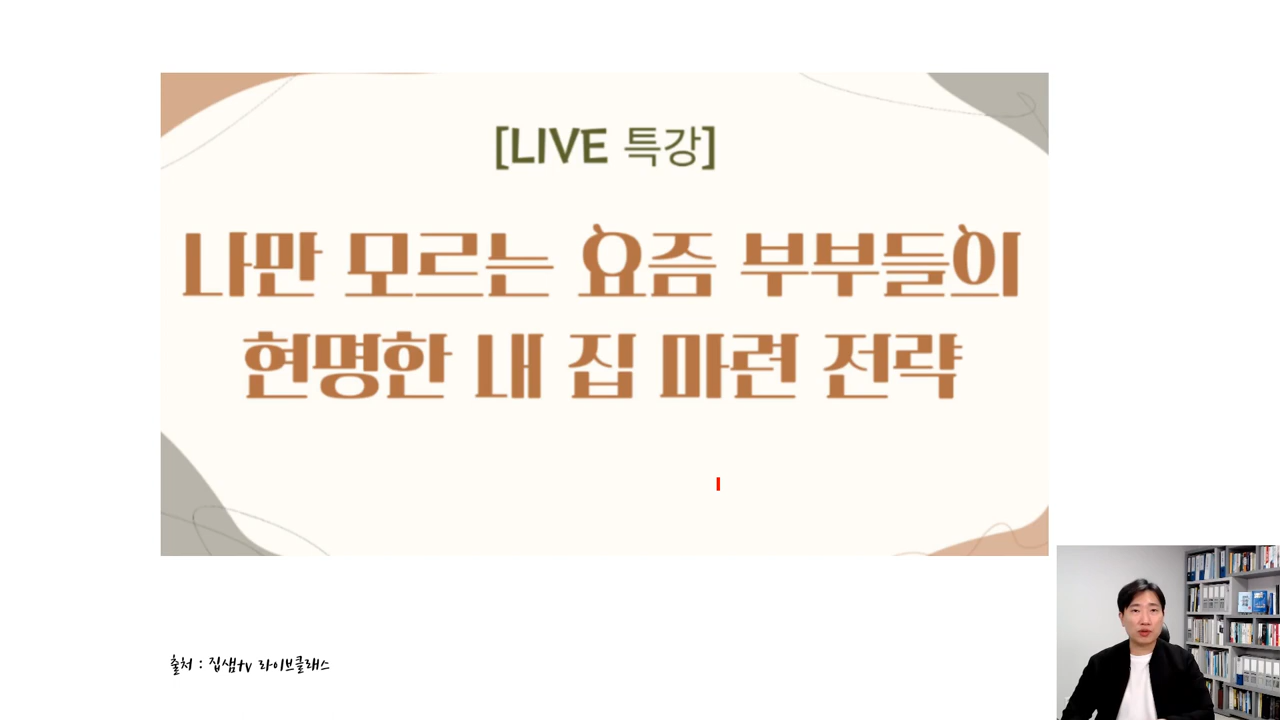 [LIVE 특강]
나만 모르는 요즘 부부들의
현명한 내 집 마련 전략
출처 : 집샘tv 라이브클래스